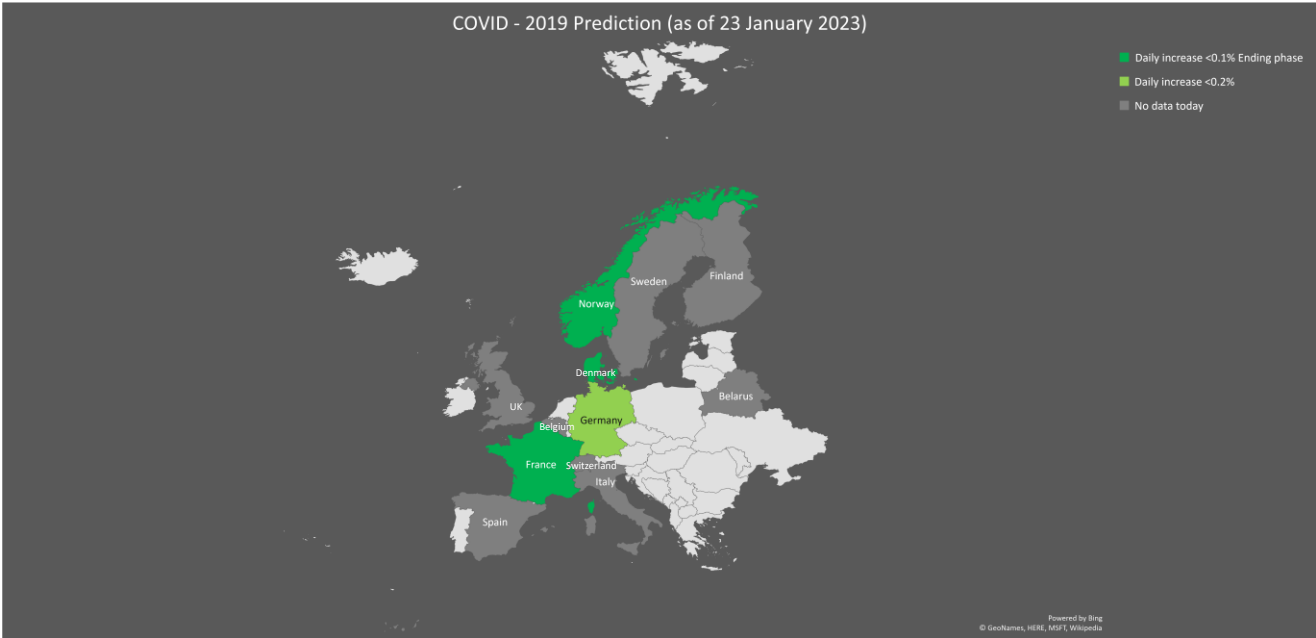 COVID - 2019 Prediction (as of 23 January 2023)
Daily increase <0.1% Ending phase
Daily increase <0.2%
No data today
Finland
Sweden
Norway
Denmark
Belarus
UK
Germany
Belgium
France
Switzerland
Italy
Spain
Powered by Bing
© GeoNames, HERE, MSFT, Wikipedia